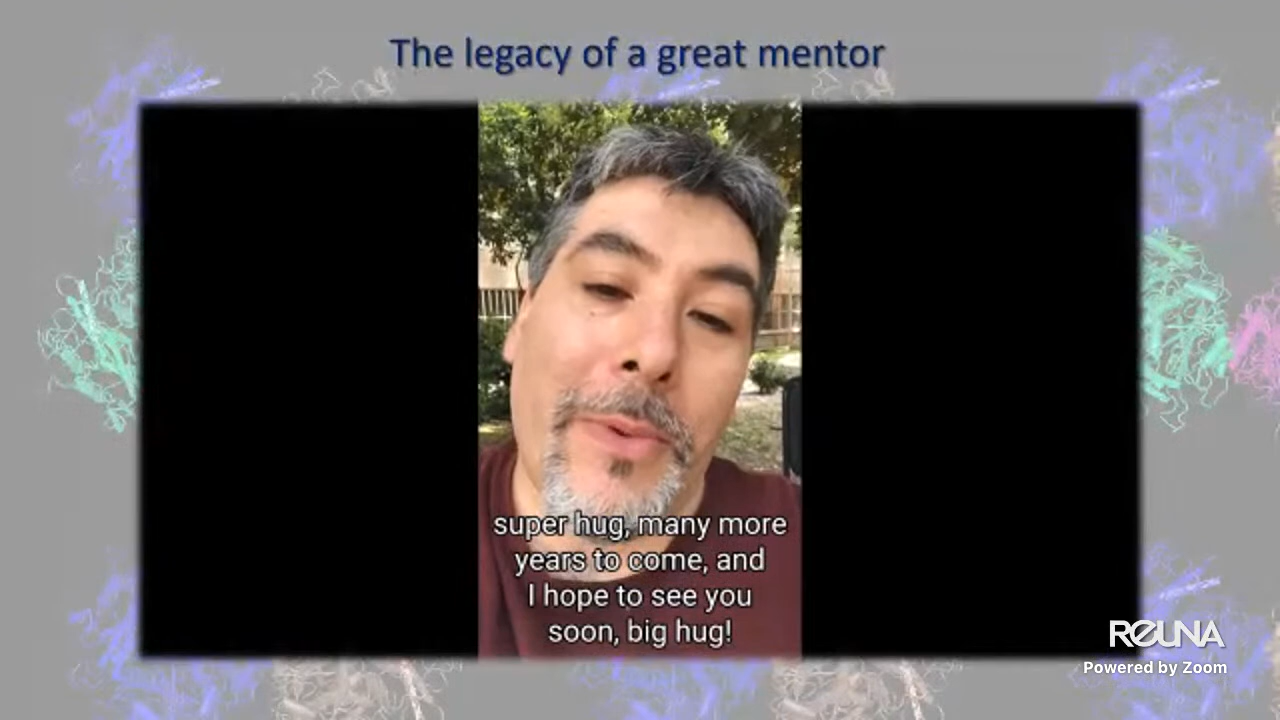 The legacy of a great mentor
super hug, many more
years to come, and
I hope to see you
soon, big hug!
REUNA
Powered by Zoom